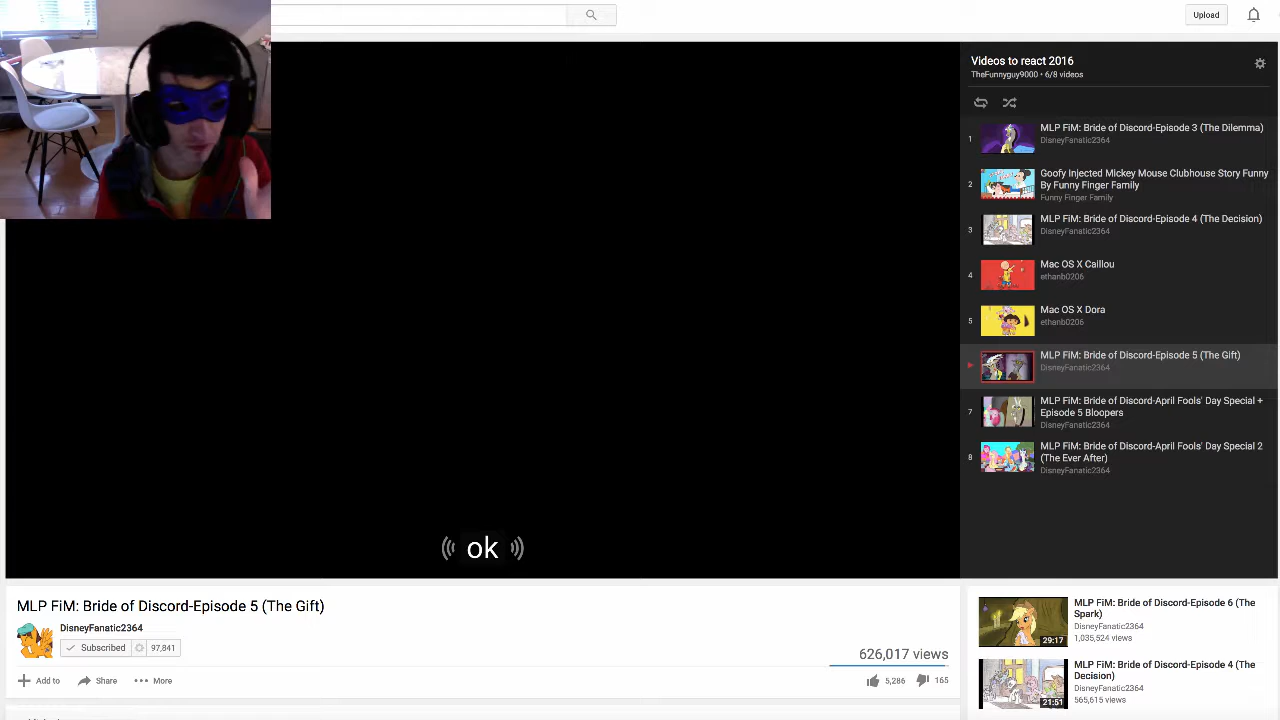 Upload
Videos to react 2016
TheFunnyguy9000 • 6/8 videos
1
MLP FiM: Bride of Discord-Episode 3 (The Dilemma)
DisneyFanatic2364
2
Goofy Injected Mickey Mouse Clubhouse Story Funny
By Funny Finger Family
Funny Finger Family
3
MLP FiM: Bride of Discord-Episode 4 (The Decision)
DisneyFanatic2364
4
Mac OS X Caillou
ethanb0206
5
Mac OS X Dora
ethanb0206
MLP FiM: Bride of Discord-Episode 5 (The Gift)
DisneyFanatic2364
7
MLP FiM: Bride of Discord-April Fools' Day Special +
Episode 5 Bloopers
DisneyFanatic2364
8
MLP FiM: Bride of Discord-April Fools' Day Special 2
(The Ever After)
DisneyFanatic2364
ok
MLP FiM: Bride of Discord-Episode 5 (The Gift)
DisneyFanatic2364
Subscribed 97,841
626,017 views
Add to Share More
5,286 165
MLP FiM: Bride of Discord-Episode 6 (The
Spark)
DisneyFanatic2364
1,035,524 views
29:17
MLP FiM: Bride of Discord-Episode 4 (The
Decision)
DisneyFanatic2364
565,615 views
21:51